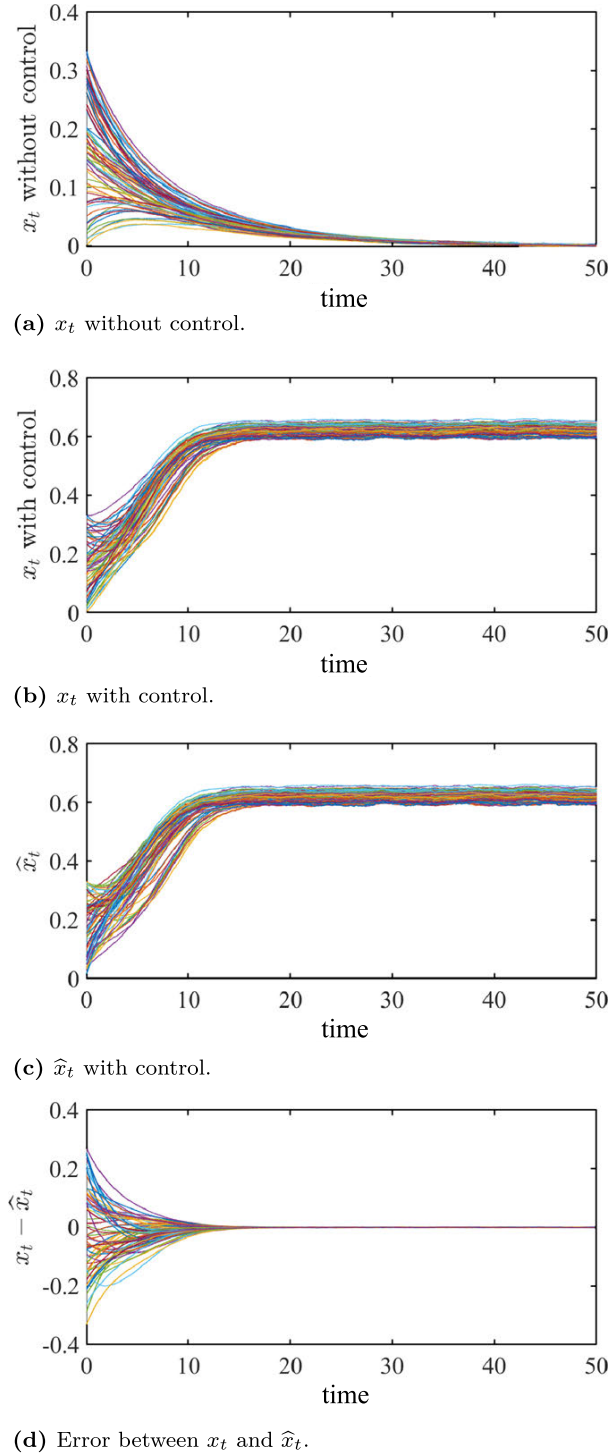 0.4
0.3
0.2
0.1
0
x_t without control
0 10 20 30 40 50
time
(a) x_t without control.
0.8
0.6
0.4
0.2
0
x_t with control
0 10 20 30 40 50
time
(b) x_t with control.
0.8
0.6
0.4
0.2
0
x̂_t
0 10 20 30 40 50
time
(c) x̂_t with control.
0.4
0.2
0
-0.2
-0.4
x_t − x̂_t
0 10 20 30 40 50
time
(d) Error between x_t and x̂_t.